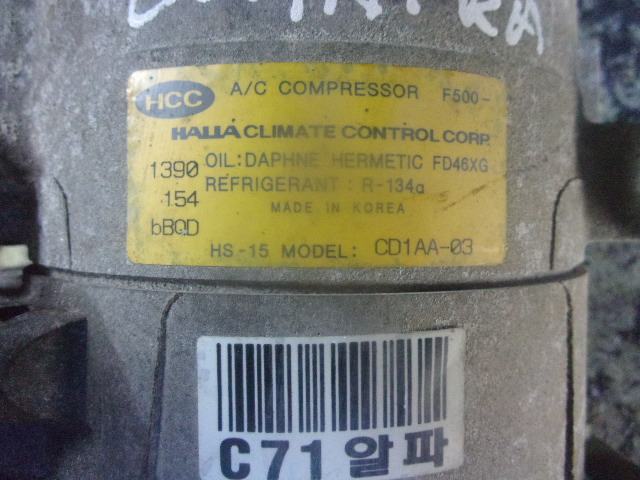 HCC A/C COMPRESSOR F500-
HALLA CLIMATE CONTROL CORP.
1390 OIL: DAPHNE HERMETIC FD46XG
154 REFRIGERANT : R-134a
MADE IN KOREA
bBQD
HS-15 MODEL: CD1AA-03
C71 알파